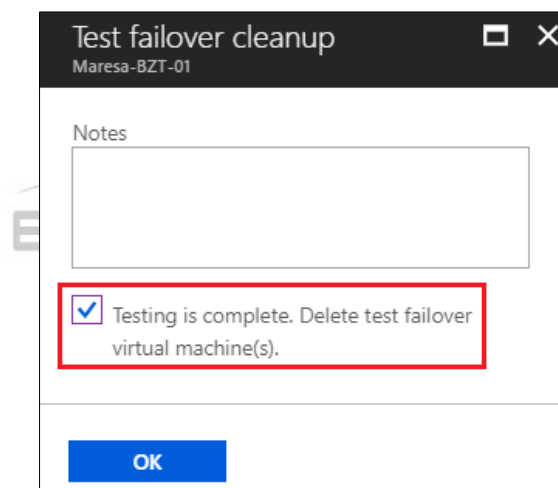 Test failover cleanup
Maresa-BZT-01
Notes
Testing is complete. Delete test failover
virtual machine(s).
OK